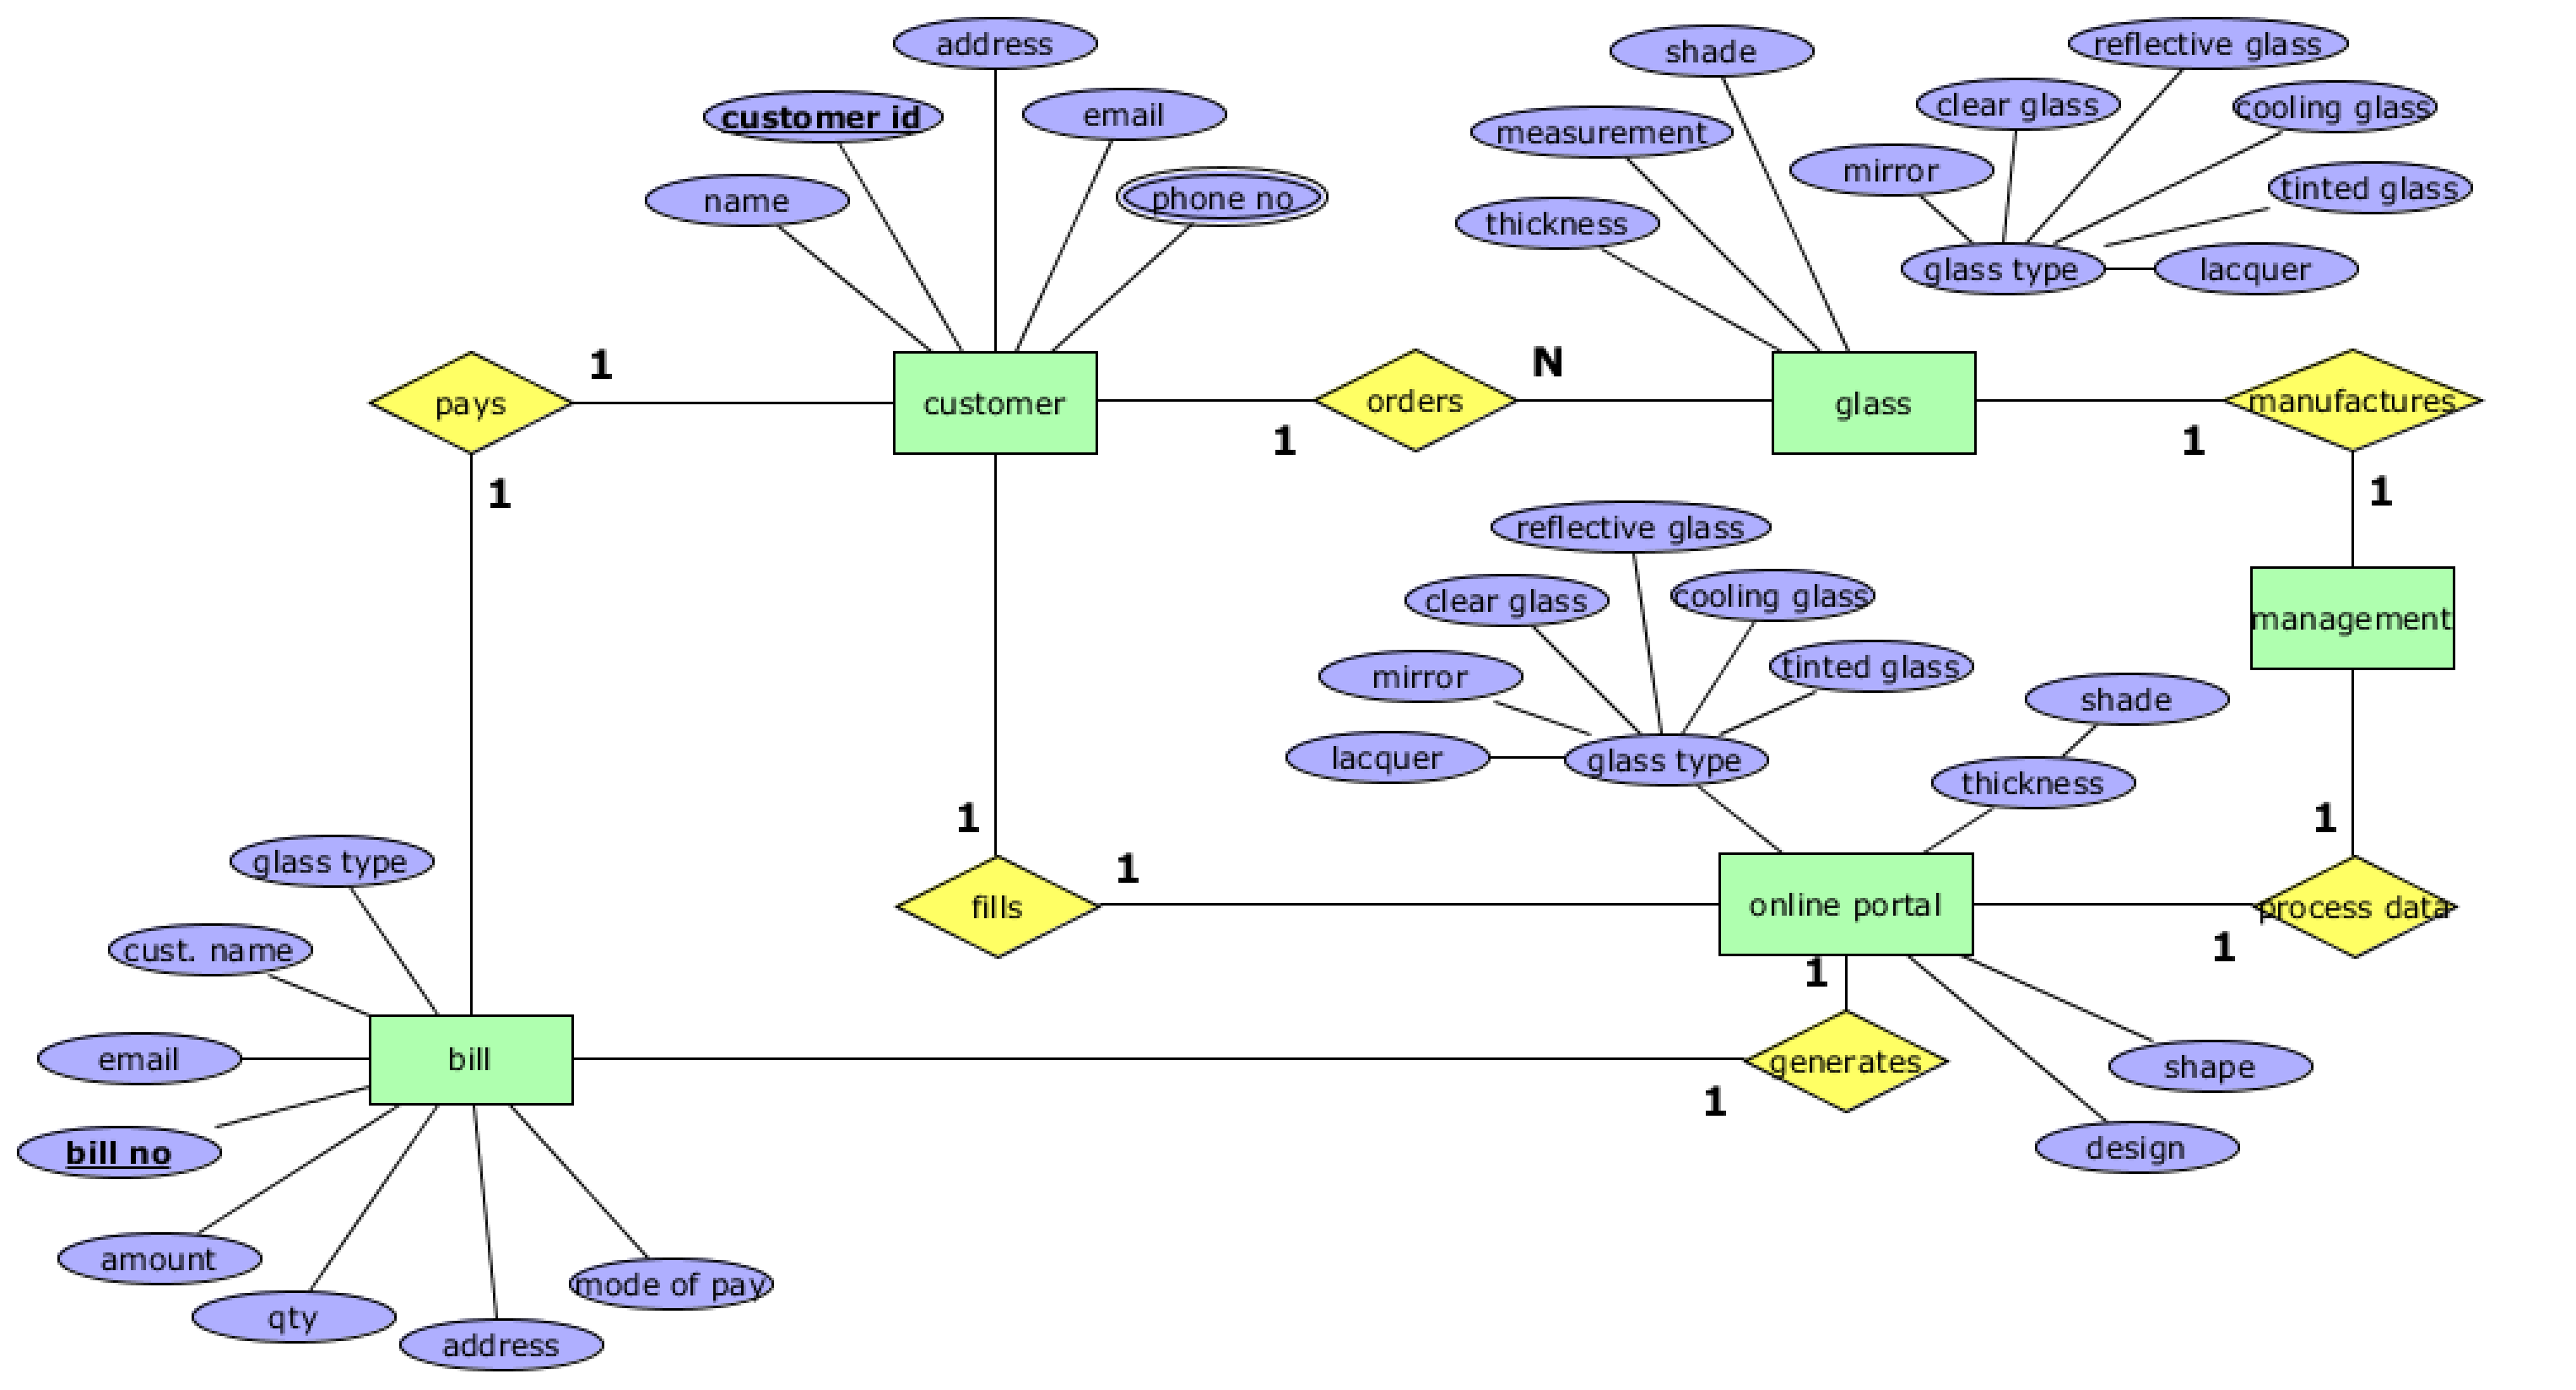 address
shade
reflective glass
customer id
email
clear glass
cooling glass
measurement
mirror
name
phone no
tinted glass
thickness
glass type
lacquer
1
N
pays
customer
orders
glass
manufactures
1
1
1
1
reflective glass
clear glass
cooling glass
management
mirror
tinted glass
shade
lacquer
glass type
thickness
1
1
glass type
1
fills
online portal
process data
cust. name
1
1
email
bill
generates
shape
1
bill no
design
amount
mode of pay
qty
address